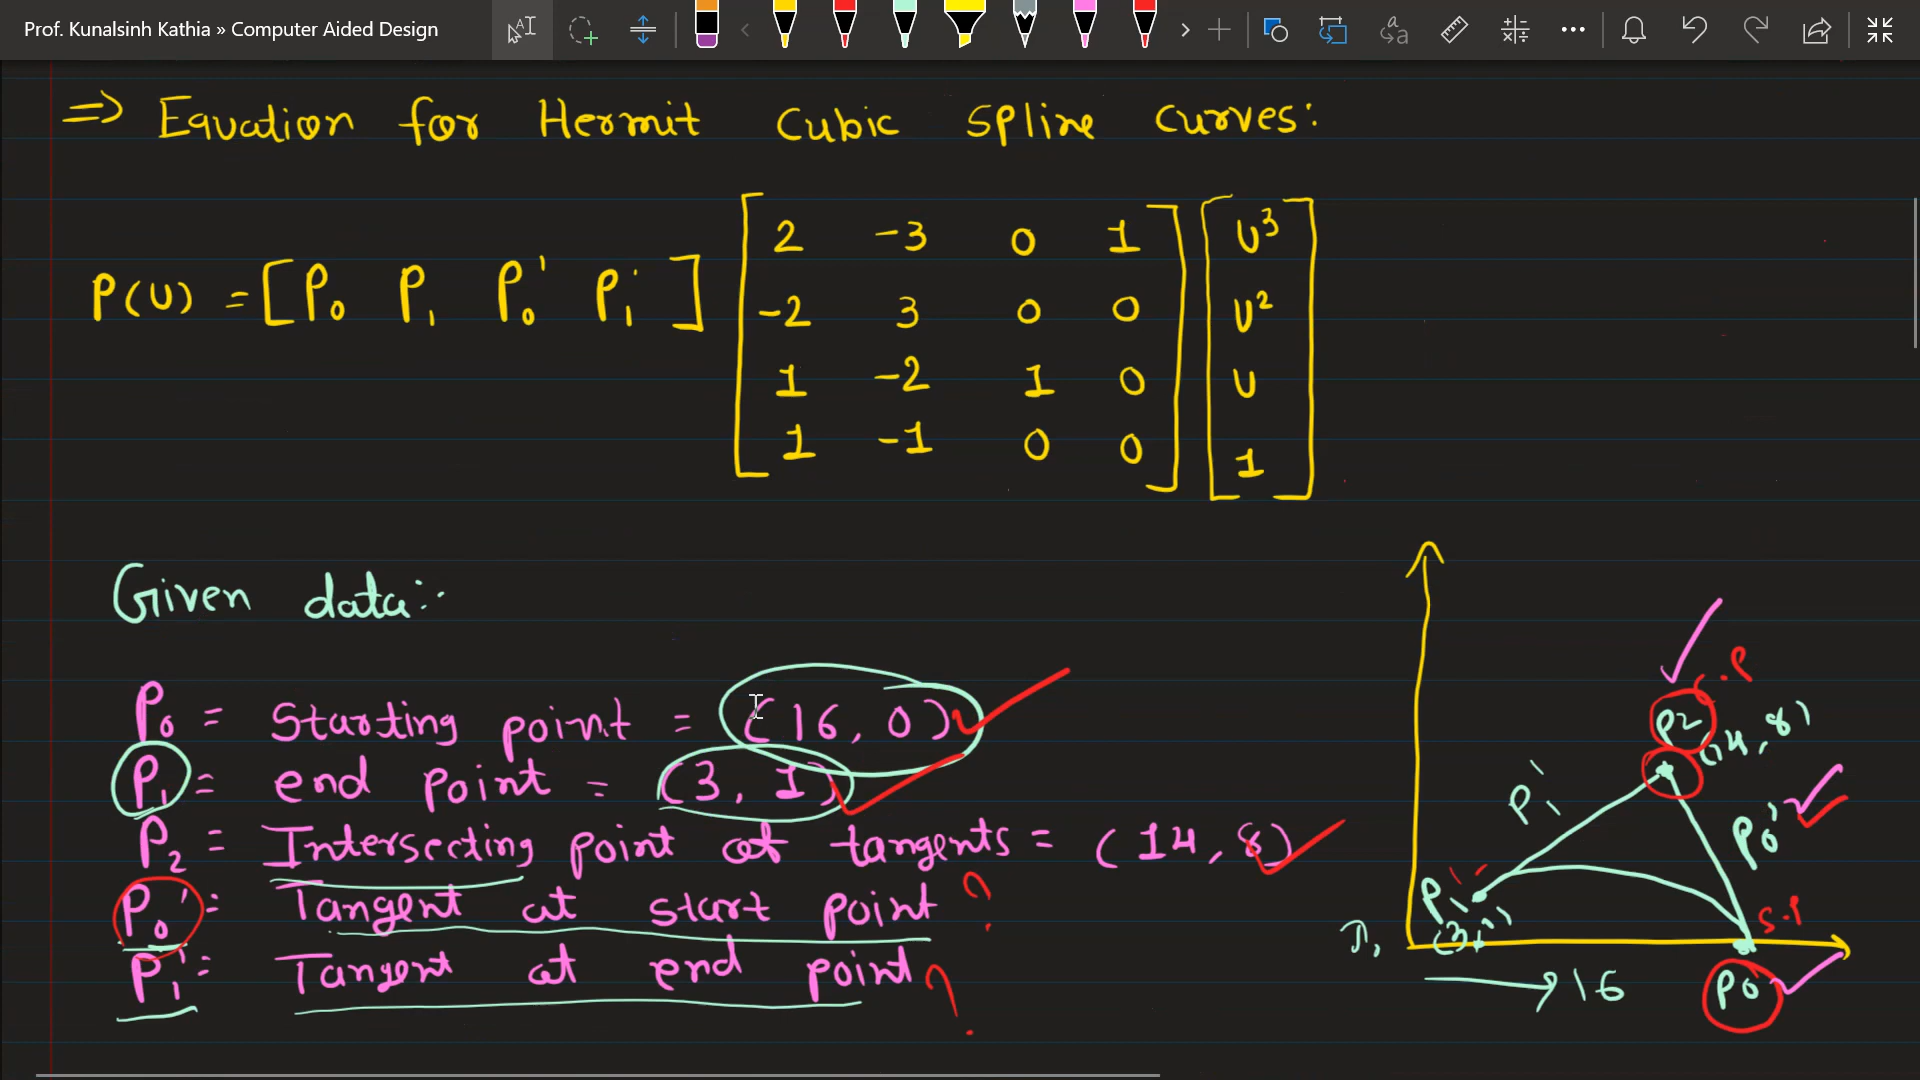 Prof. Kunalsinh Kathia » Computer Aided Design
=> Equation for Hermit Cubic Spline Curves:
P(U) = [P₀ P₁ P₀' P₁'] [2 -3 0 1] [U³]
[-2 3 0 0] [U²]
[1 -2 1 0] [U]
[1 -1 0 0] [1]
Given data:-
P₀ = Starting point = (16, 0)
P₁ = end point = (3, 1)
P₂ = Intersecting point of tangents = (14, 8)
P₀' = Tangent at start point ?
P₁' = Tangent at end point ?
C.P
P2 (14, 8)
P₁'
P₀'
P₁
S.P
(3,1)
→ 16
P0